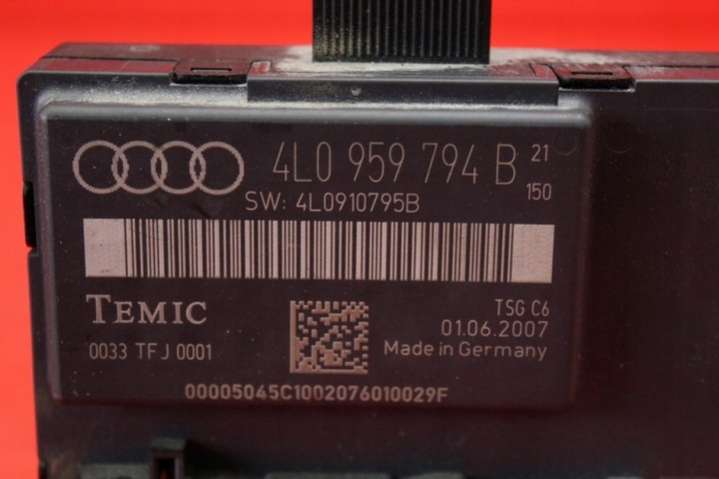 4L0 959 794 B 21
150
SW: 4L0910795B
TEMIC
TSG C6
01.06.2007
0033 TFJ 0001
Made in Germany
00005045C1002076010029F